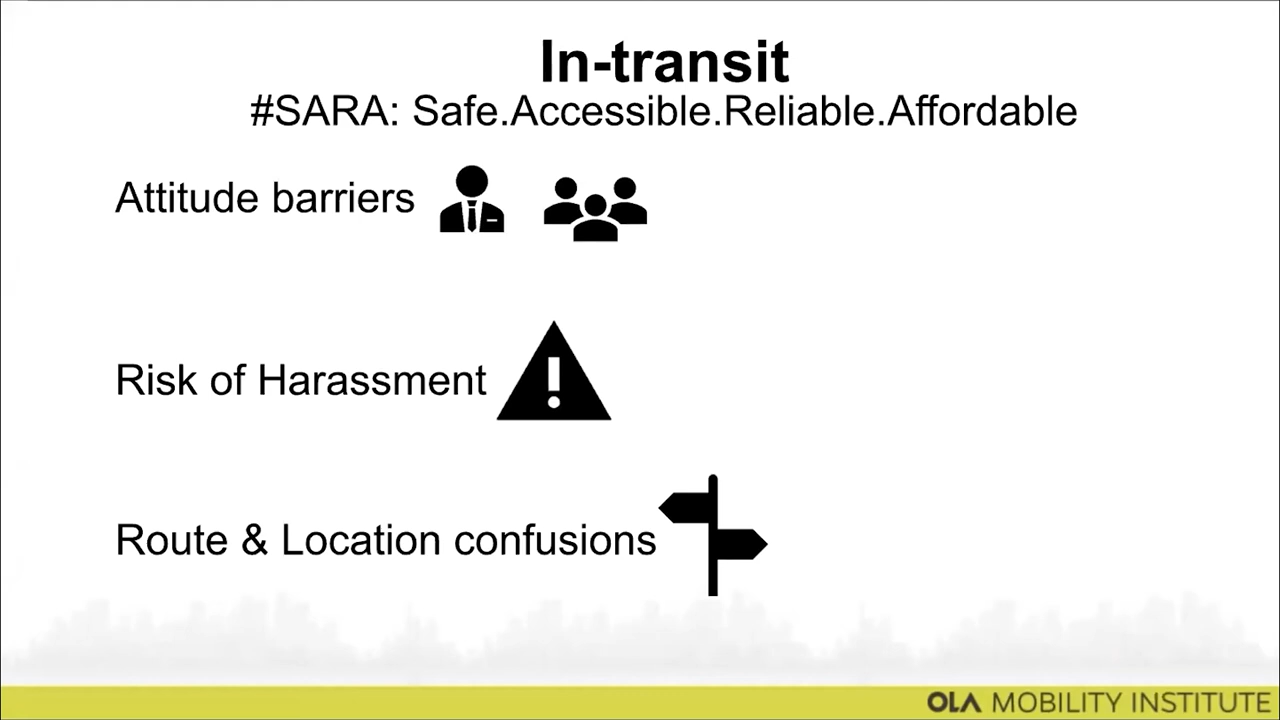 In-transit
#SARA: Safe.Accessible.Reliable.Affordable
Attitude barriers
Risk of Harassment
Route & Location confusions
OLA MOBILITY INSTITUTE